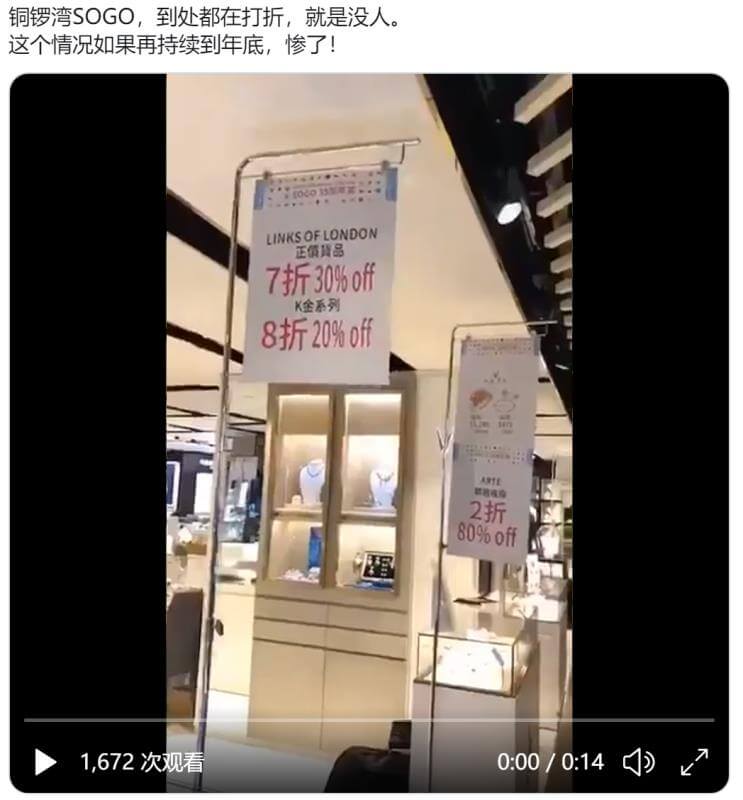 铜锣湾SOGO，到处都在打折，就是没人。
这个情况如果再持续到年底，惨了！
SOGO 35周年賞
LINKS OF LONDON
正價貨品
7折 30% off
K金系列
8折 20% off
ARTE
2折
80% off
1,672 次观看
0:00 / 0:14